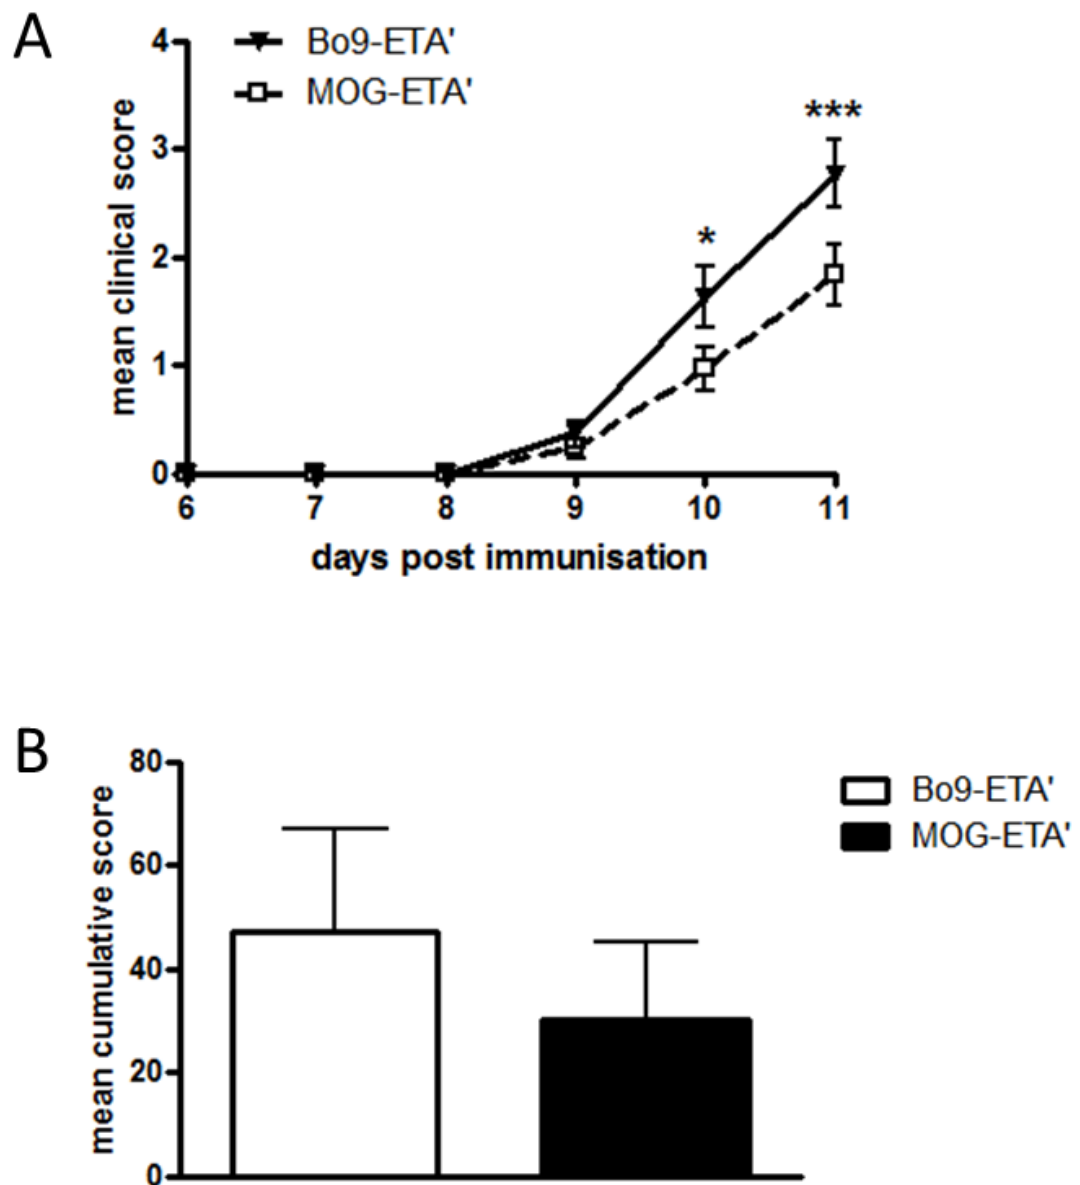 A
4
3
2
1
0
mean clinical score
Bo9-ETA'
MOG-ETA'
*
***
6 7 8 9 10 11
days post immunisation
B
80
60
40
20
0
mean cumulative score
Bo9-ETA'
MOG-ETA'